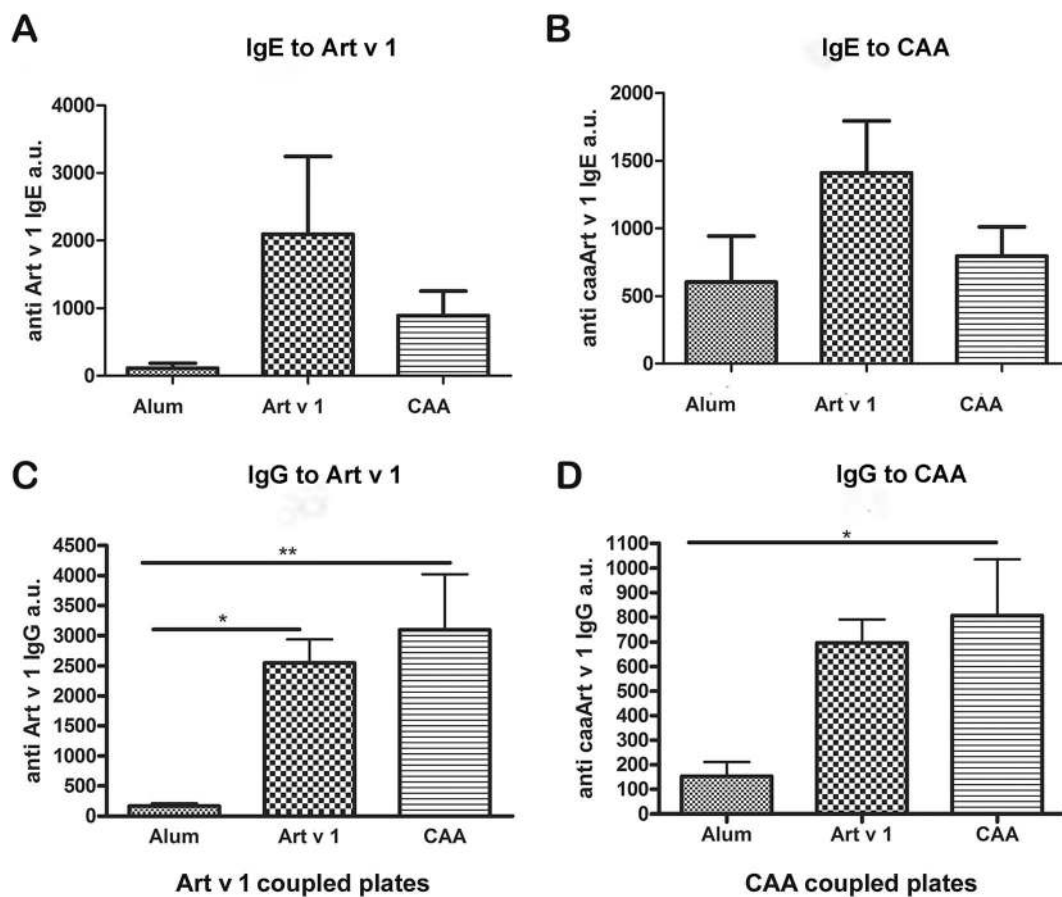 A
IgE to Art v 1
anti Art v 1 IgE a.u.
4000
3000
2000
1000
0
Alum Art v 1 CAA
B
IgE to CAA
anti caaArt v 1 IgE a.u.
2000
1500
1000
500
0
Alum Art v 1 CAA
C
IgG to Art v 1
anti Art v 1 IgG a.u.
4500
4000
3500
3000
2500
2000
1500
1000
500
0
**
*
Alum Art v 1 CAA
Art v 1 coupled plates
D
IgG to CAA
anti caaArt v 1 IgG a.u.
1100
1000
900
800
700
600
500
400
300
200
100
0
*
Alum Art v 1 CAA
CAA coupled plates